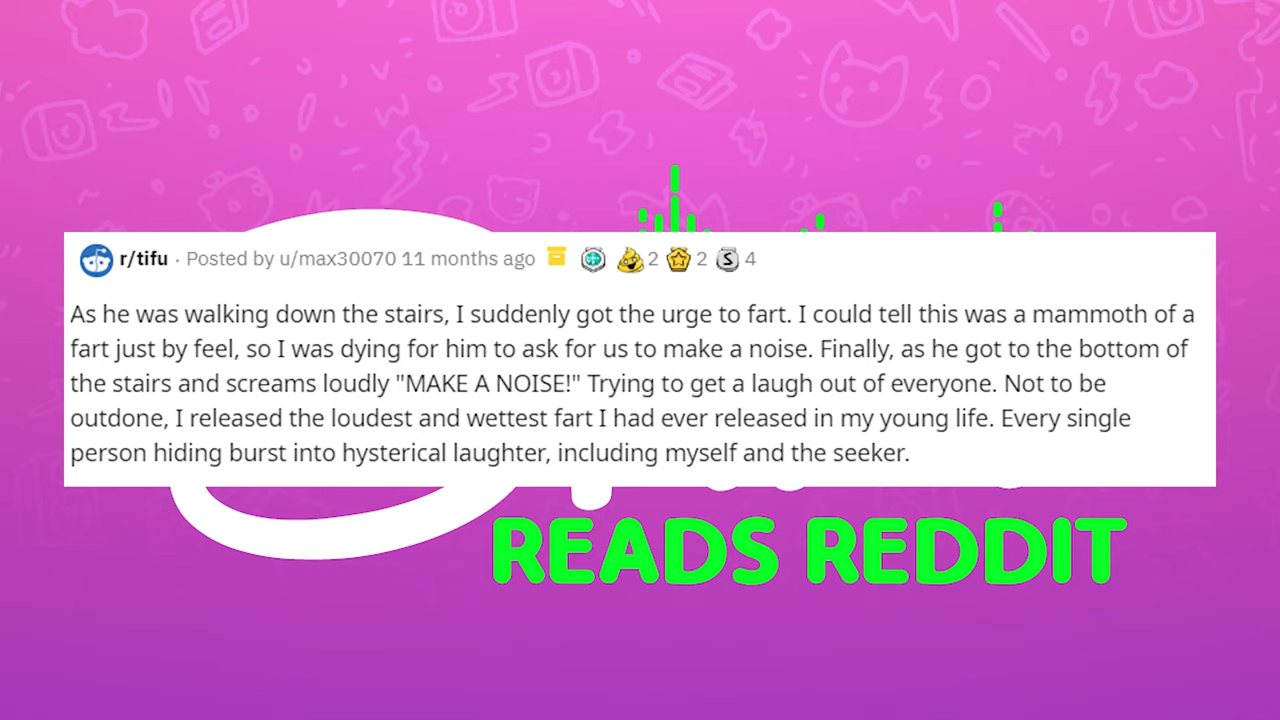 r/tifu · Posted by u/max30070 11 months ago 2 2 S 4
As he was walking down the stairs, I suddenly got the urge to fart. I could tell this was a mammoth of a
fart just by feel, so I was dying for him to ask for us to make a noise. Finally, as he got to the bottom of
the stairs and screams loudly "MAKE A NOISE!" Trying to get a laugh out of everyone. Not to be
outdone, I released the loudest and wettest fart I had ever released in my young life. Every single
person hiding burst into hysterical laughter, including myself and the seeker.
READS REDDIT